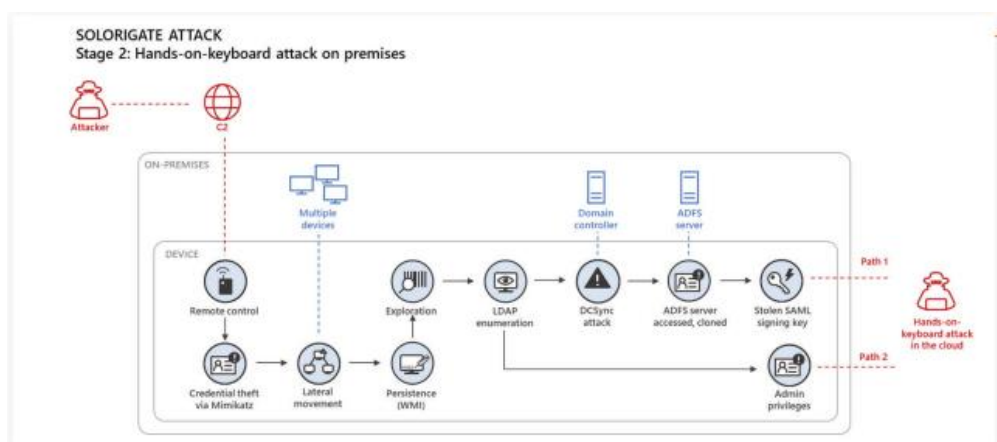 SOLORIGATE ATTACK
Stage 2: Hands-on-keyboard attack on premises
Attacker
C2
ON-PREMISES
Multiple
devices
Domain
controller
ADFS
server
DEVICE
Remote control
Exploration
LDAP
enumeration
DCSync
attack
ADFS server
accessed, cloned
Stolen SAML
signing key
Path 1
Hands-on-
keyboard attack
in the cloud
Path 2
Credential theft
via Mimikatz
Lateral
movement
Persistence
(WMI)
Admin
privileges